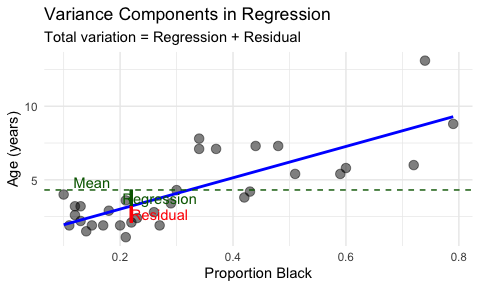 Variance Components in Regression
Total variation = Regression + Residual
Age (years)
10
5
Mean
Regression
Residual
0.2
0.4
0.6
0.8
Proportion Black